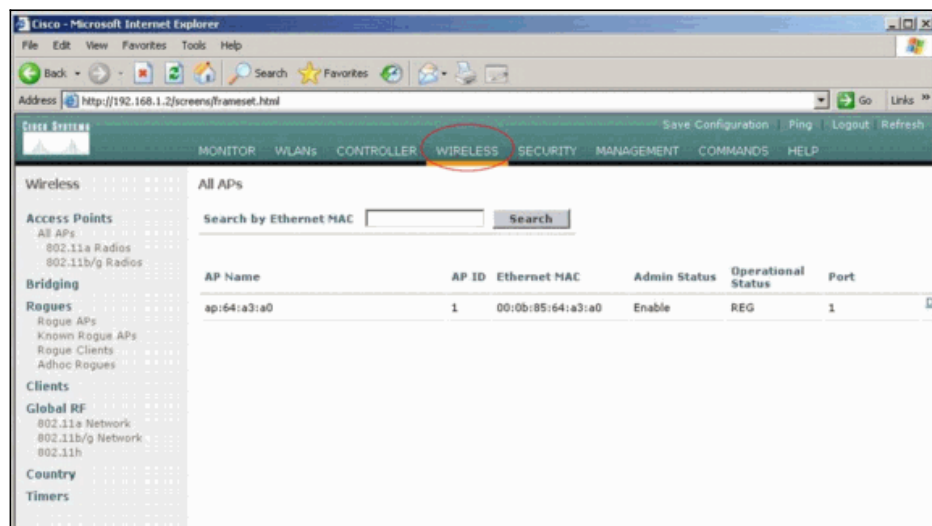 Cisco - Microsoft Internet Explorer
File Edit View Favorites Tools Help
Back Search Favorites
Address http://192.168.1.2/screens/frameset.html Go Links »
CISCO SYSTEMS
Save Configuration Ping Logout Refresh
MONITOR WLANs CONTROLLER WIRELESS SECURITY MANAGEMENT COMMANDS HELP
Wireless
Access Points
All APs
802.11a Radios
802.11b/g Radios
Bridging
Rogues
Rogue APs
Known Rogue APs
Rogue Clients
Adhoc Rogues
Clients
Global RF
802.11a Network
802.11b/g Network
802.11h
Country
Timers
All APs
Search by Ethernet MAC Search
AP Name AP ID Ethernet MAC Admin Status Operational Status Port
ap:64:a3:a0 1 00:0b:85:64:a3:a0 Enable REG 1